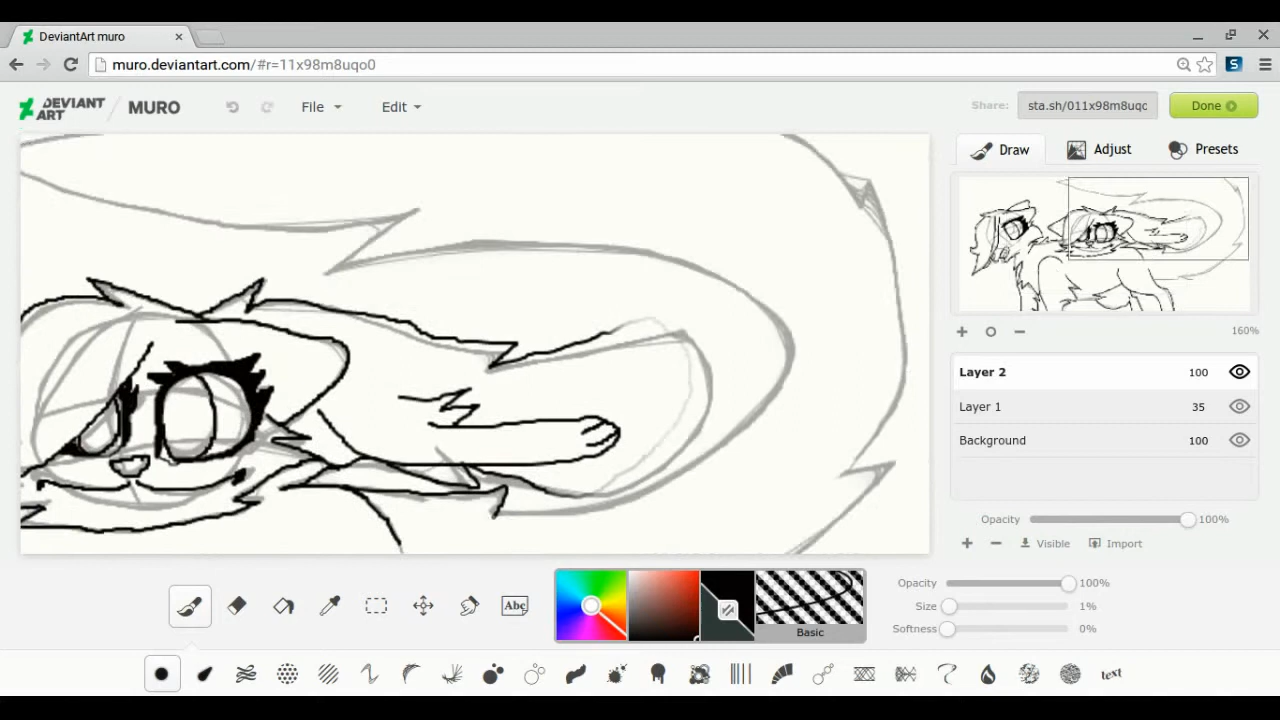 DeviantArt muro
muro.deviantart.com/#r=11x98m8uqo0
DEVIANT
ART
MURO
File
Edit
Share:
sta.sh/011x98m8uqc
Done
Draw
Adjust
Presets
160%
Layer 2 100
Layer 1 35
Background 100
Opacity 100%
Visible
Import
Abc
Basic
Opacity 100%
Size 1%
Softness 0%
text